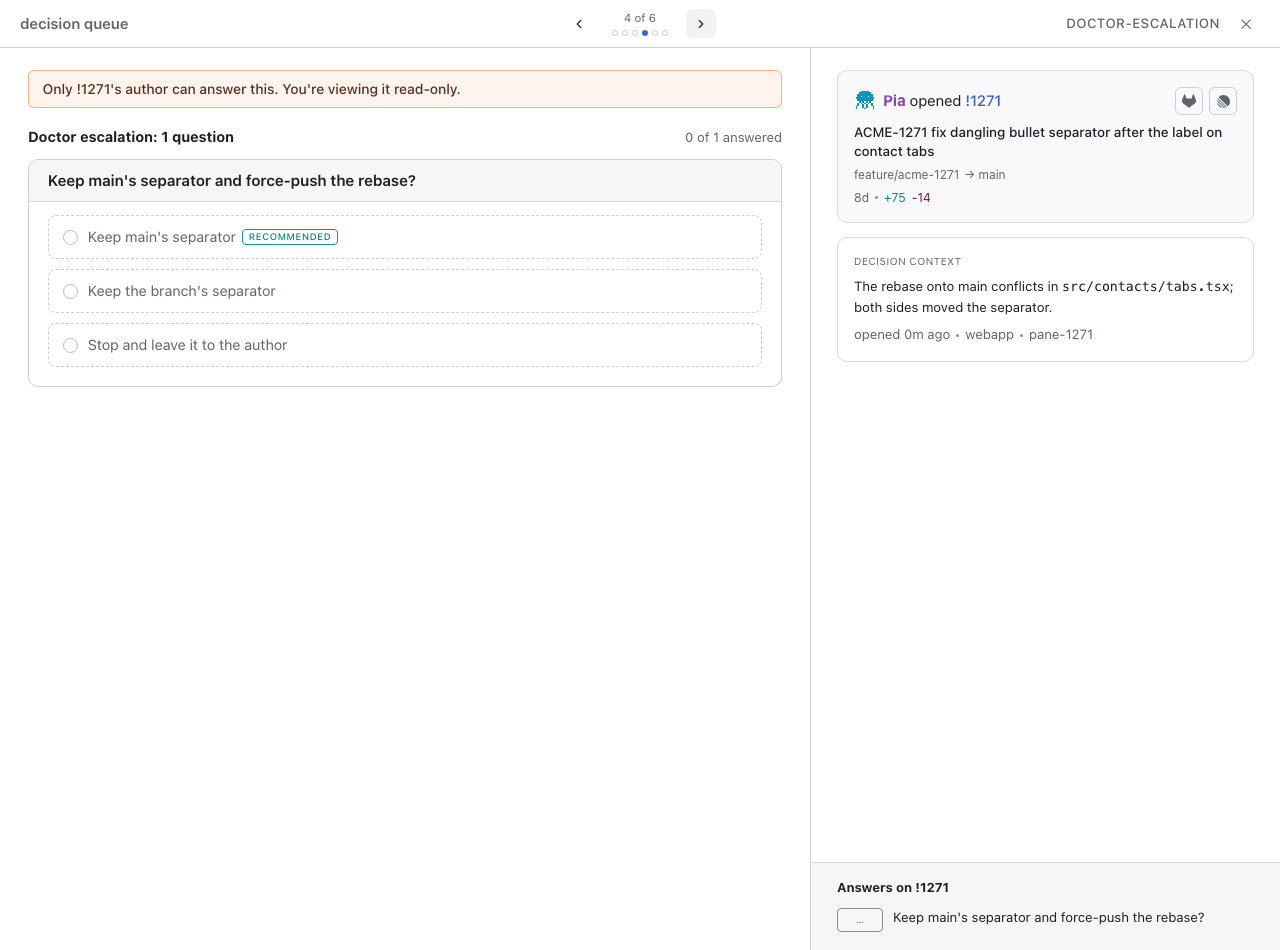 decision queue
4 of 6
DOCTOR-ESCALATION
Only !1271's author can answer this. You're viewing it read-only.
Doctor escalation: 1 question
0 of 1 answered
Keep main's separator and force-push the rebase?
Keep main's separator RECOMMENDED
Keep the branch's separator
Stop and leave it to the author
Pia opened !1271
ACME-1271 fix dangling bullet separator after the label on
contact tabs
feature/acme-1271 → main
8d • +75 -14
DECISION CONTEXT
The rebase onto main conflicts in src/contacts/tabs.tsx;
both sides moved the separator.
opened 0m ago • webapp • pane-1271
Answers on !1271
... Keep main's separator and force-push the rebase?